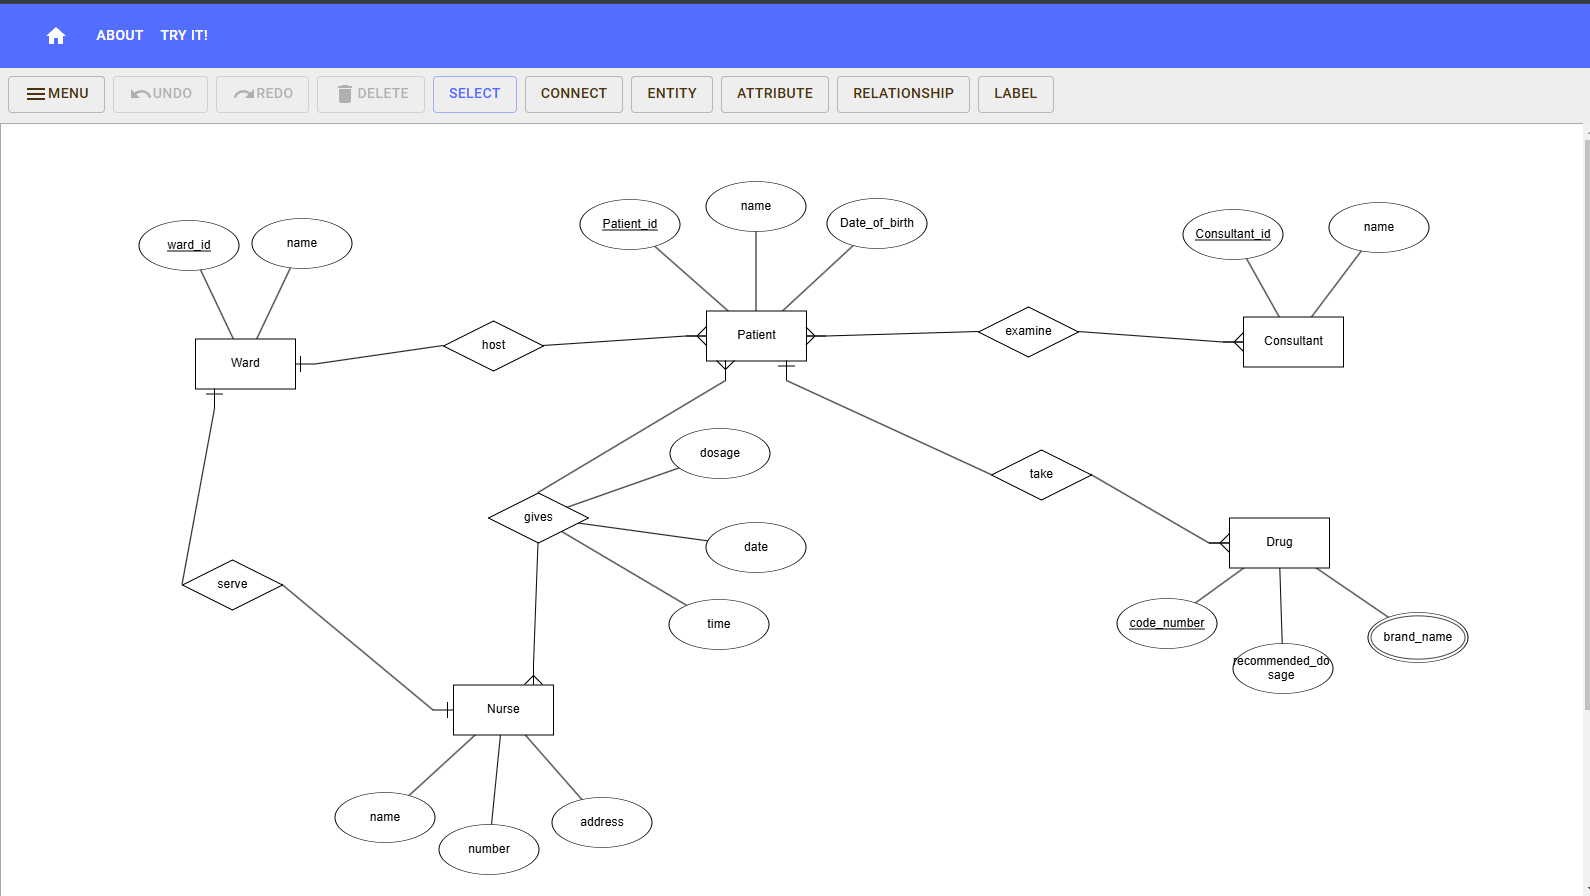 ABOUT TRY IT!
MENU UNDO REDO DELETE SELECT CONNECT ENTITY ATTRIBUTE RELATIONSHIP LABEL
ward_id
name
Patient_id
name
Date_of_birth
Consultant_id
name
Ward
host
Patient
examine
Consultant
dosage
gives
date
time
take
Drug
serve
code_number
recommended_do
sage
brand_name
Nurse
name
number
address